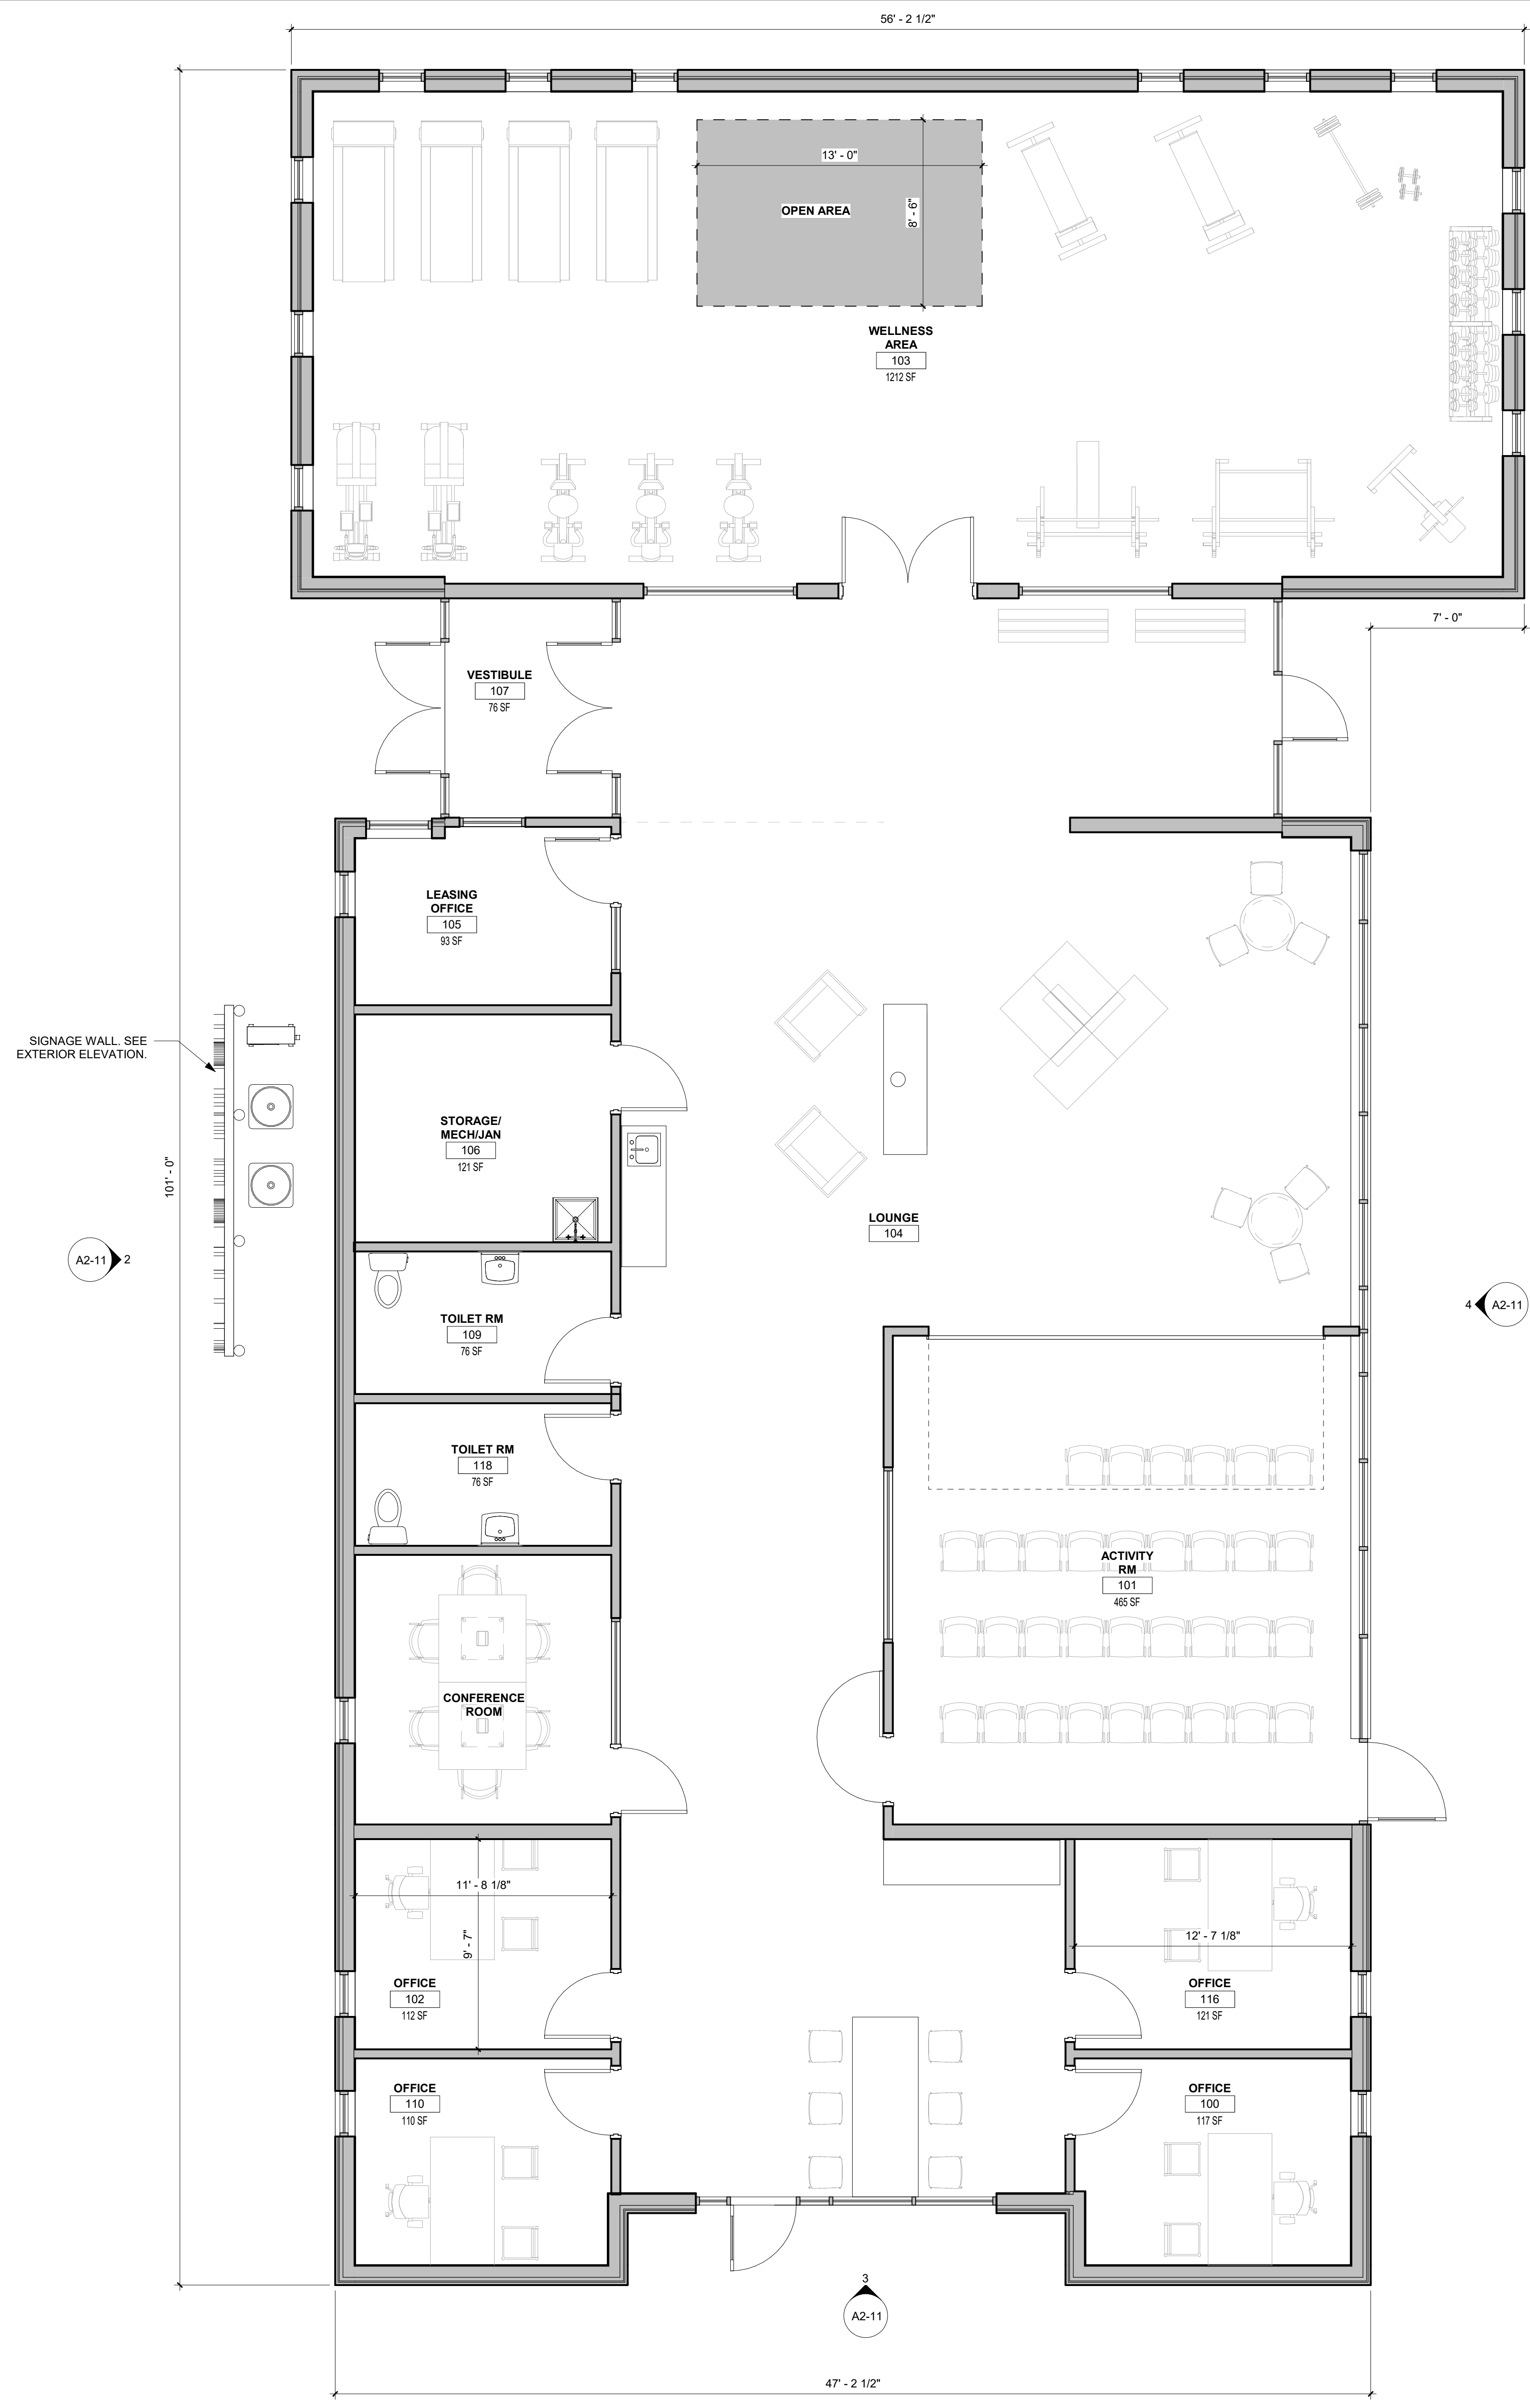 56' - 2 1/2"
13' - 0"
OPEN AREA
8' - 6"
WELLNESS
AREA
103
1212 SF
7' - 0"
VESTIBULE
107
76 SF
LEASING
OFFICE
105
93 SF
SIGNAGE WALL. SEE
EXTERIOR ELEVATION.
STORAGE/
MECH/JAN
106
121 SF
101' - 0"
LOUNGE
104
A2-11
2
4
A2-11
TOILET RM
109
76 SF
TOILET RM
118
76 SF
ACTIVITY
RM
101
465 SF
CONFERENCE
ROOM
11' - 8 1/8"
9' - 7"
12' - 7 1/8"
OFFICE
102
112 SF
OFFICE
116
121 SF
OFFICE
110
110 SF
OFFICE
100
117 SF
3
A2-11
47' - 2 1/2"